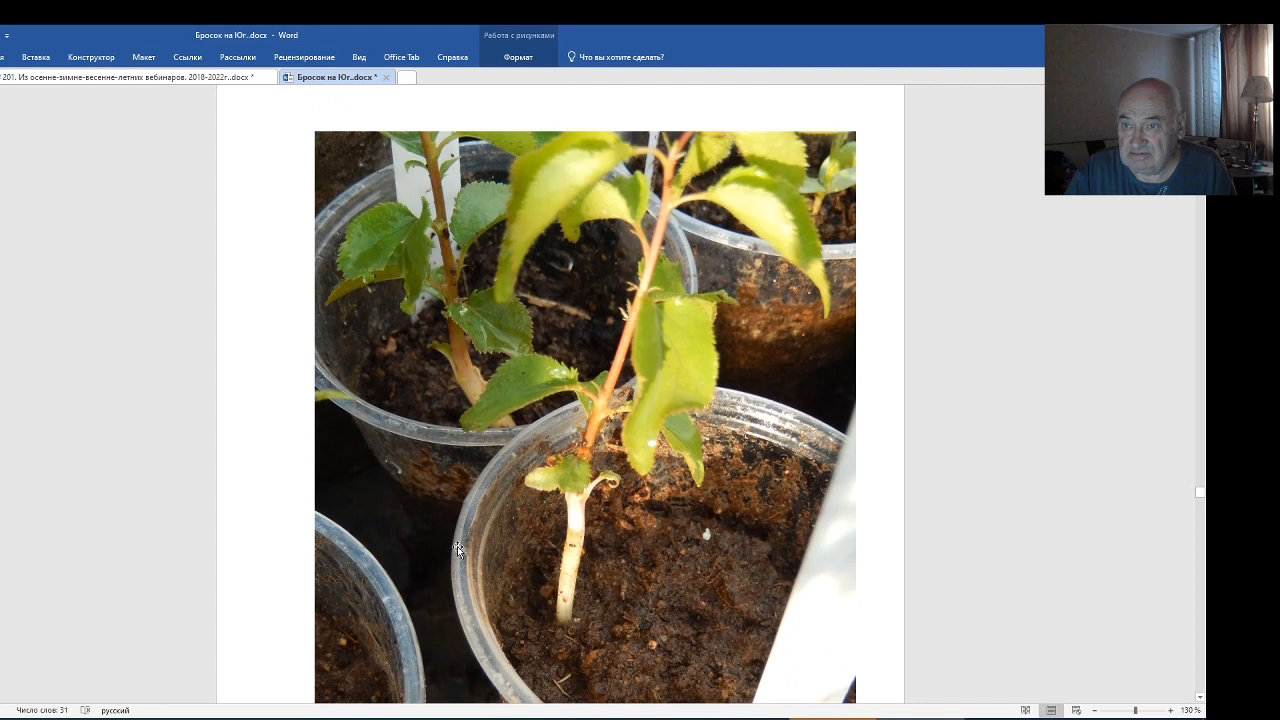 Бросок на Юг..docx - Word
Работа с рисунками
Вставка Конструктор Макет Ссылки Рассылки Рецензирование Вид Office Tab Справка Формат Что вы хотите сделать?
201. Из осенне-зимне-весенне-летних вебинаров. 2018-2022г..docx * Бросок на Юг..docx *
Число слов: 31 русский 130 %